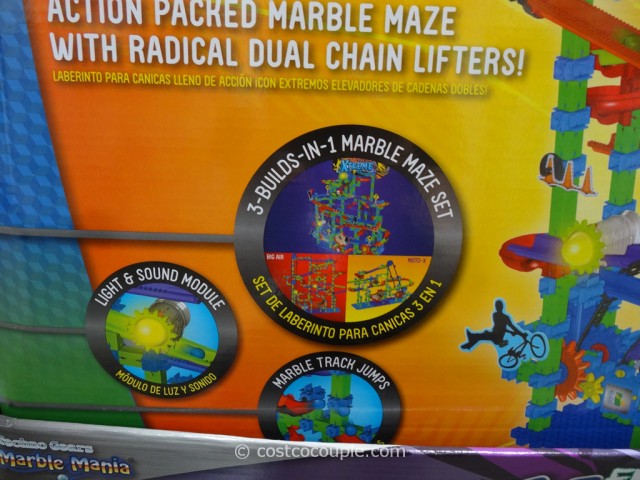 ACTION PACKED MARBLE MAZE
WITH RADICAL DUAL CHAIN LIFTERS!
LABERINTO PARA CANICAS LLENO DE ACCIÓN ¡CON EXTREMOS ELEVADORES DE CADENAS DOBLES!
3-BUILDS-IN-1 MARBLE MAZE SET
XTREME
BIG AIR
MOTO-X
SET DE LABERINTO PARA CANICAS 3 EN 1
LIGHT & SOUND MODULE
MÓDULO DE LUZ Y SONIDO
MARBLE TRACK JUMPS
Techno Gears
Marble Mania®
© costcocouple.com